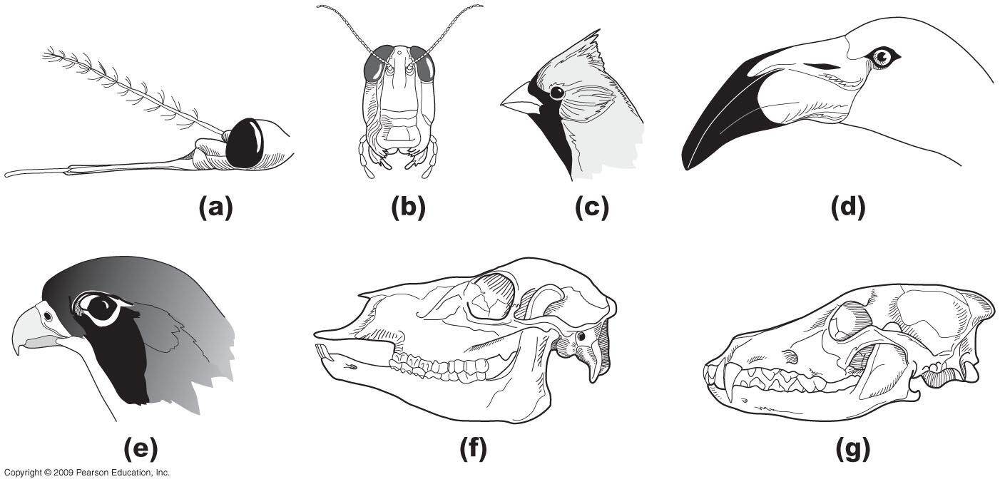 (a)
(b)
(c)
(d)
(e)
(f)
(g)
Copyright © 2009 Pearson Education, Inc.